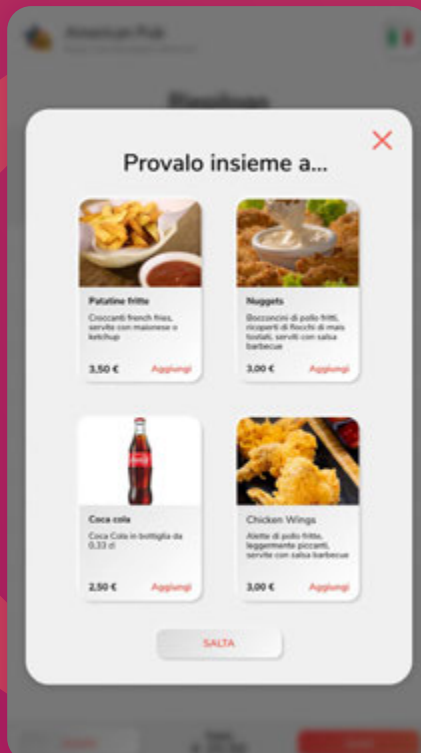 American Pub
Riepilogo
Provalo insieme a...
Patatine fritte
Croccanti french fries,
servite con maionese o
ketchup
3,50 €
Aggiungi
Nuggets
Bocconcini di pollo fritti,
ricoperti di fiocchi di mais
tostati, serviti con salsa
barbecue
3,00 €
Aggiungi
Coca cola
Coca Cola in bottiglia da
0,33 cl
2,50 €
Aggiungi
Chicken Wings
Alette di pollo fritte,
leggermente piccanti,
servite con salsa barbecue
3,00 €
Aggiungi
SALTA